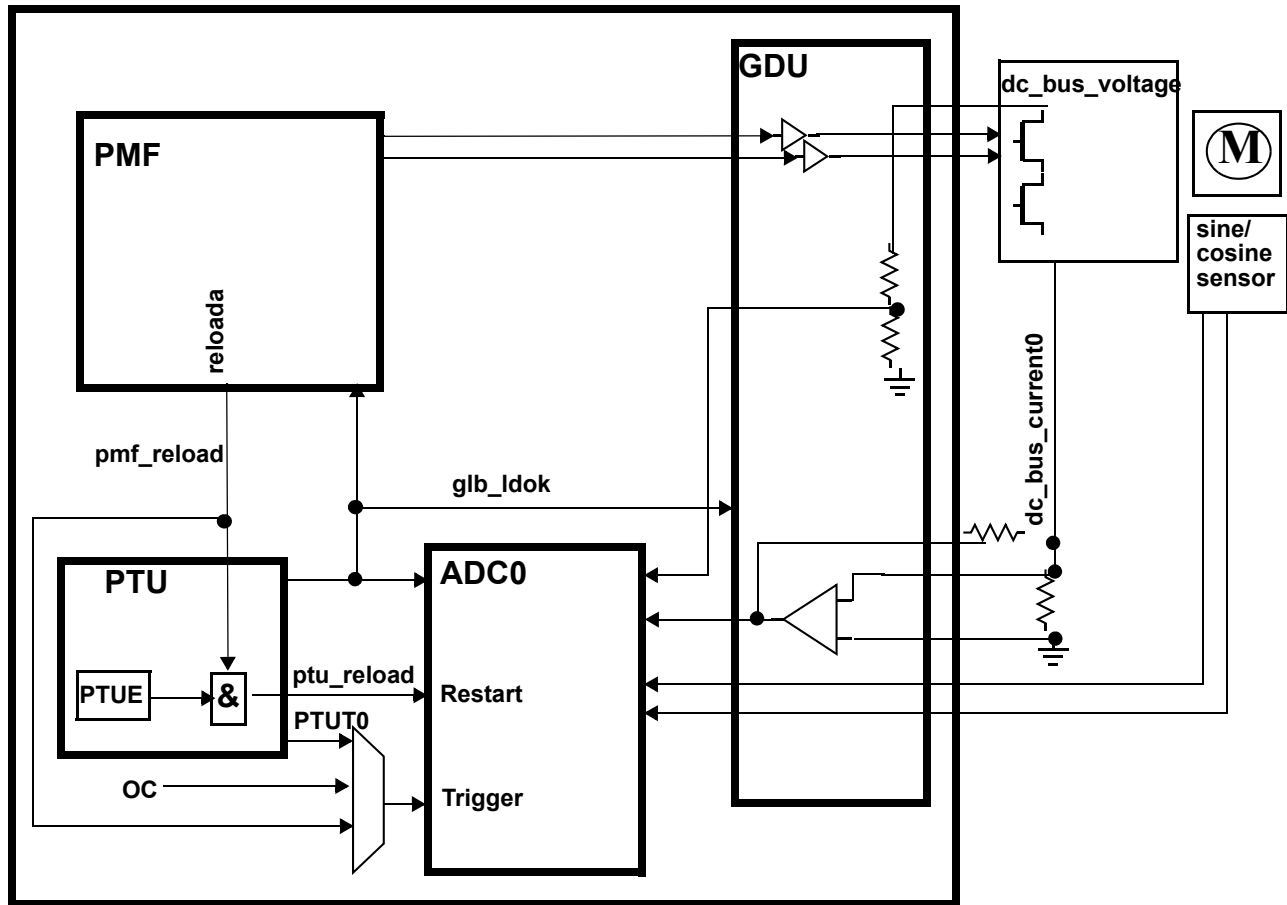 GDU
dc_bus_voltage
PMF
M
sine/
cosine
sensor
reloada
dc_bus_current0
pmf_reload
glb_ldok
PTU
ADC0
ptu_reload
PTUE
&
Restart
PTUT0
OC
Trigger